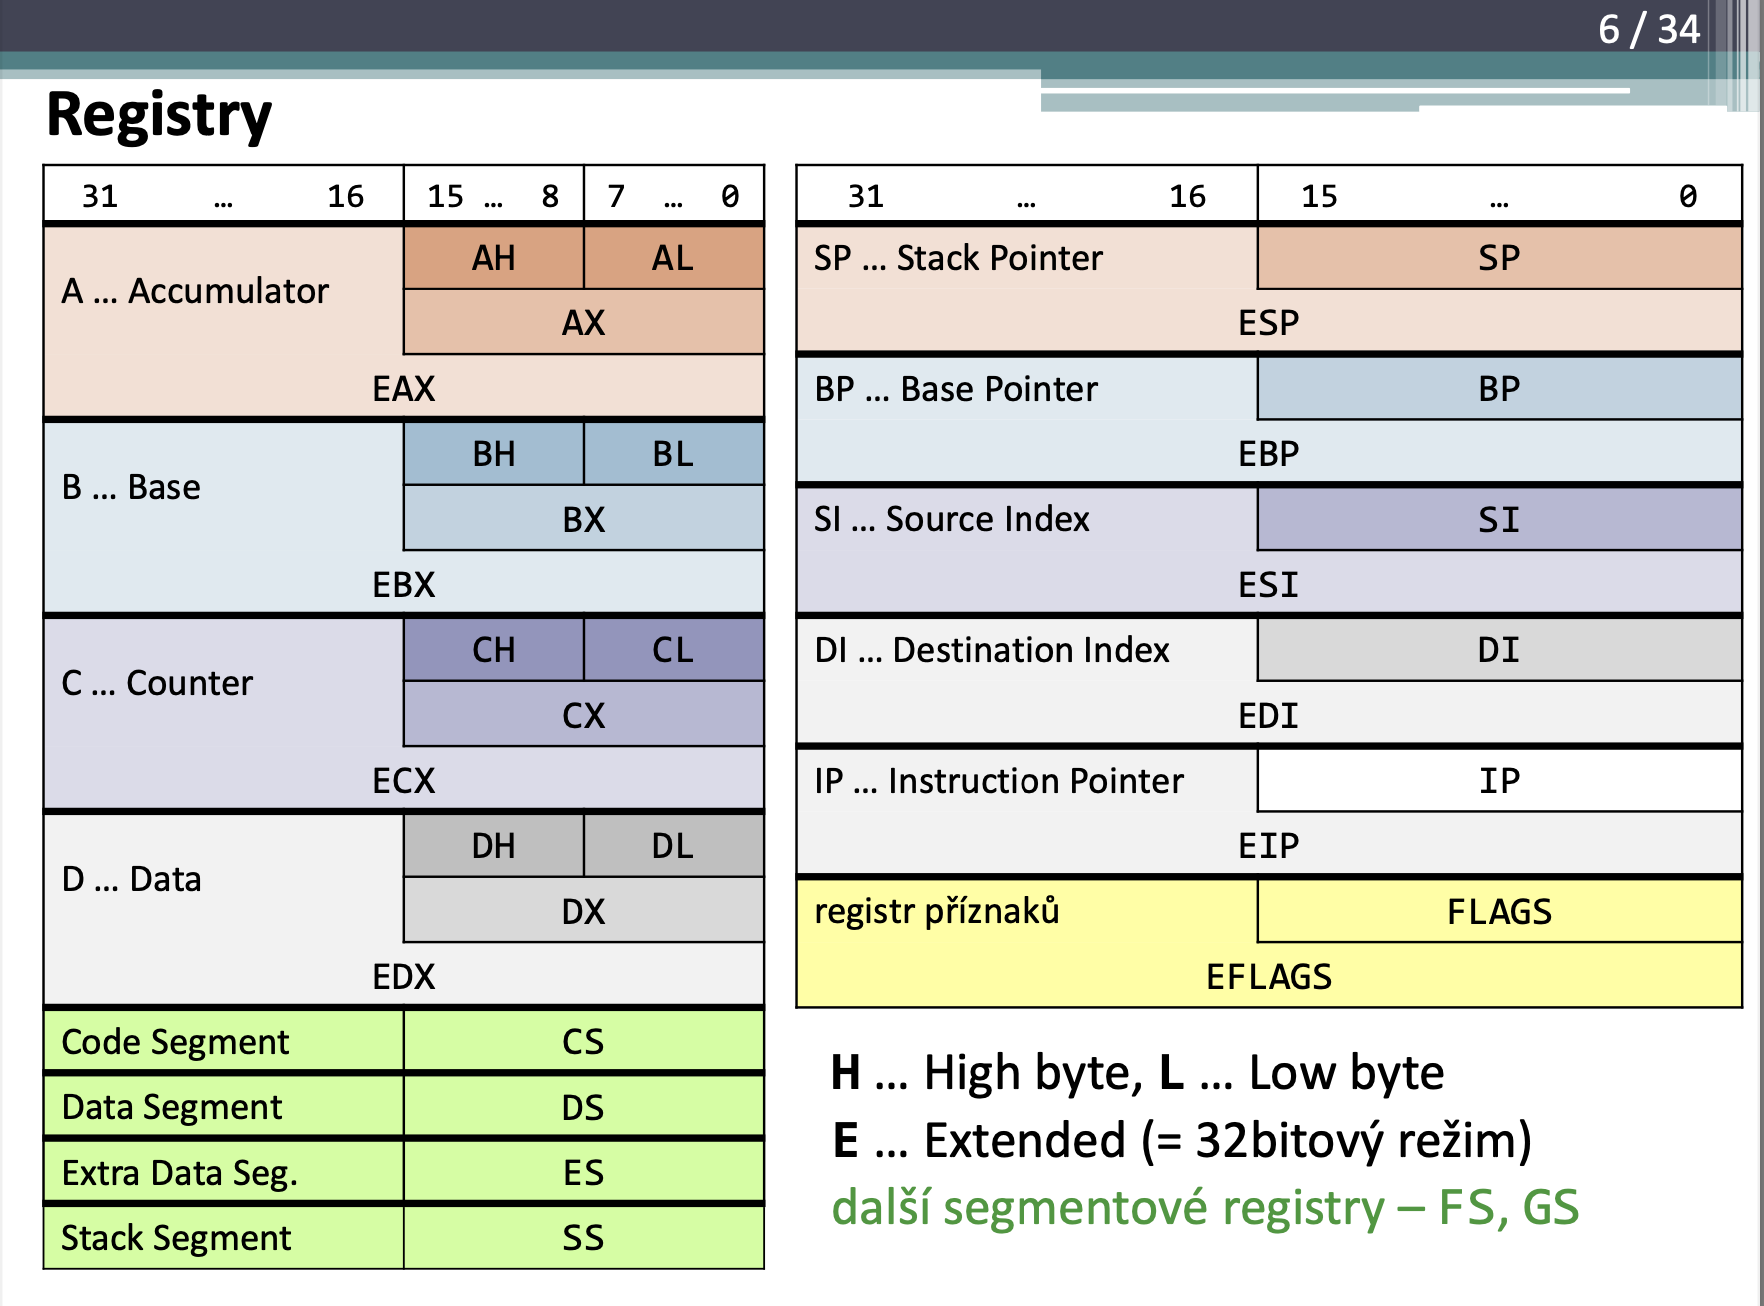 6 / 34
Registry
31 … 16 15 … 8 7 … 0
A … Accumulator
AH AL
AX
EAX
B … Base
BH BL
BX
EBX
C … Counter
CH CL
CX
ECX
D … Data
DH DL
DX
EDX
Code Segment CS
Data Segment DS
Extra Data Seg. ES
Stack Segment SS
31 … 16 15 … 0
SP … Stack Pointer SP
ESP
BP … Base Pointer BP
EBP
SI … Source Index SI
ESI
DI … Destination Index DI
EDI
IP … Instruction Pointer IP
EIP
registr příznaků FLAGS
EFLAGS
H … High byte, L … Low byte
E … Extended (= 32bitový režim)
další segmentové registry – FS, GS